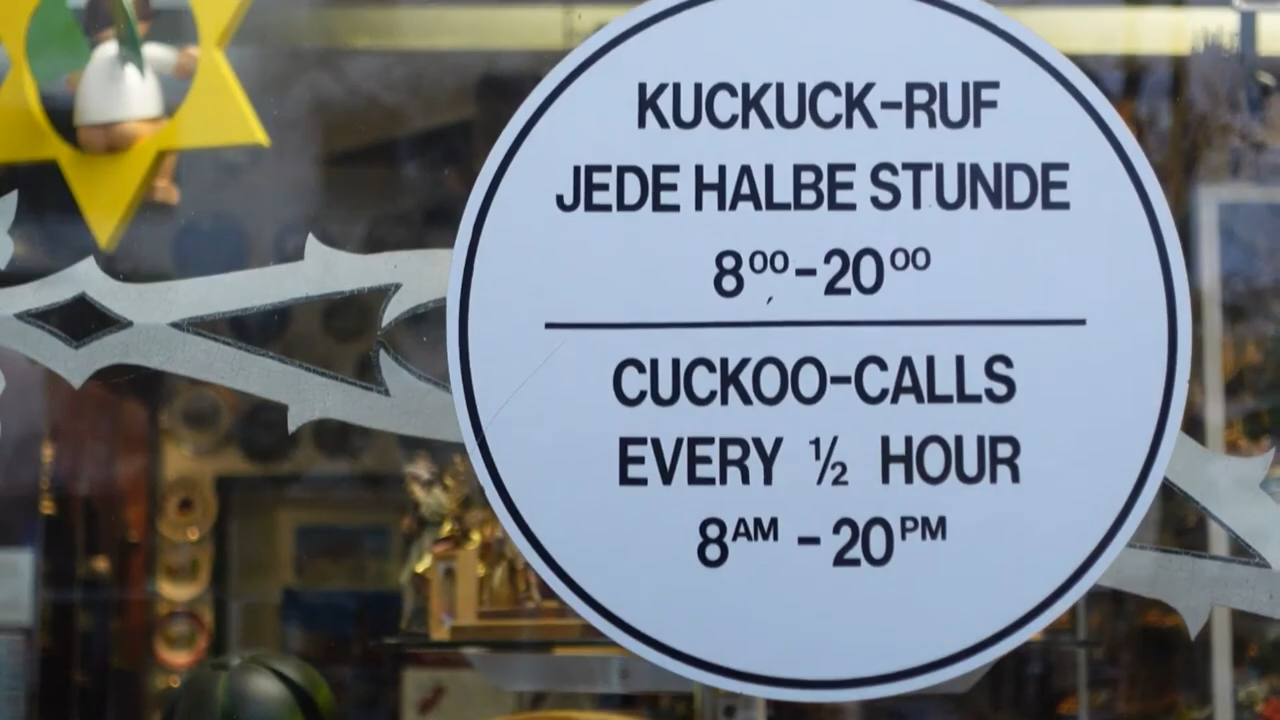 KUCKUCK-RUF
JEDE HALBE STUNDE
8⁰⁰-20⁰⁰
CUCKOO-CALLS
EVERY ½ HOUR
8AM - 20PM